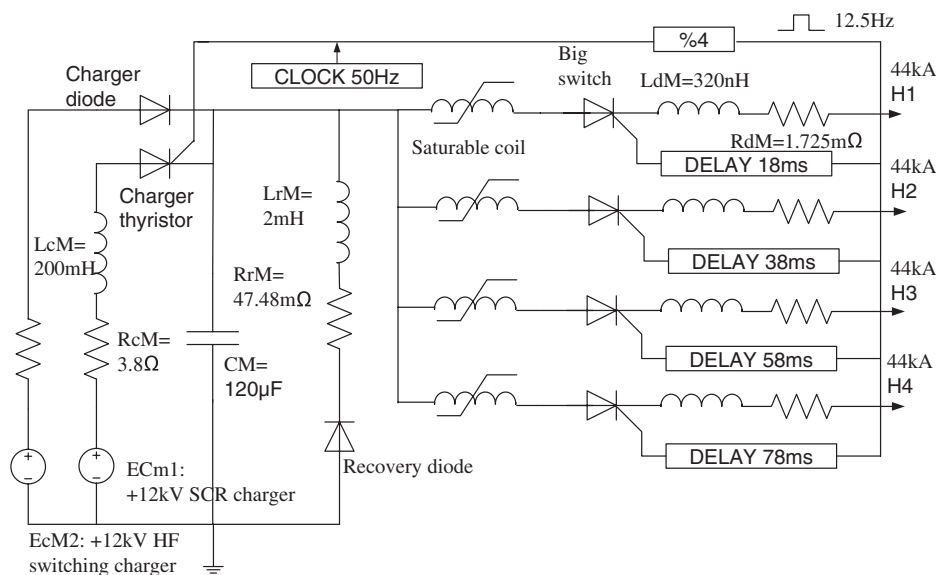 12.5Hz
%4
44kA
Charger
diode
CLOCK 50Hz
Big
switch
LdM=320nH
H1
Saturable coil
RdM=1.725mΩ
44kA
DELAY 18ms
Charger
thyristor
LrM=
2mH
H2
LcM=
200mH
DELAY 38ms
44kA
RrM=
47.48mΩ
H3
RcM=
3.8Ω
CM=
120µF
DELAY 58ms
44kA
H4
+
−
+
−
ECm1:
+12kV SCR charger
Recovery diode
DELAY 78ms
EcM2: +12kV HF
switching charger